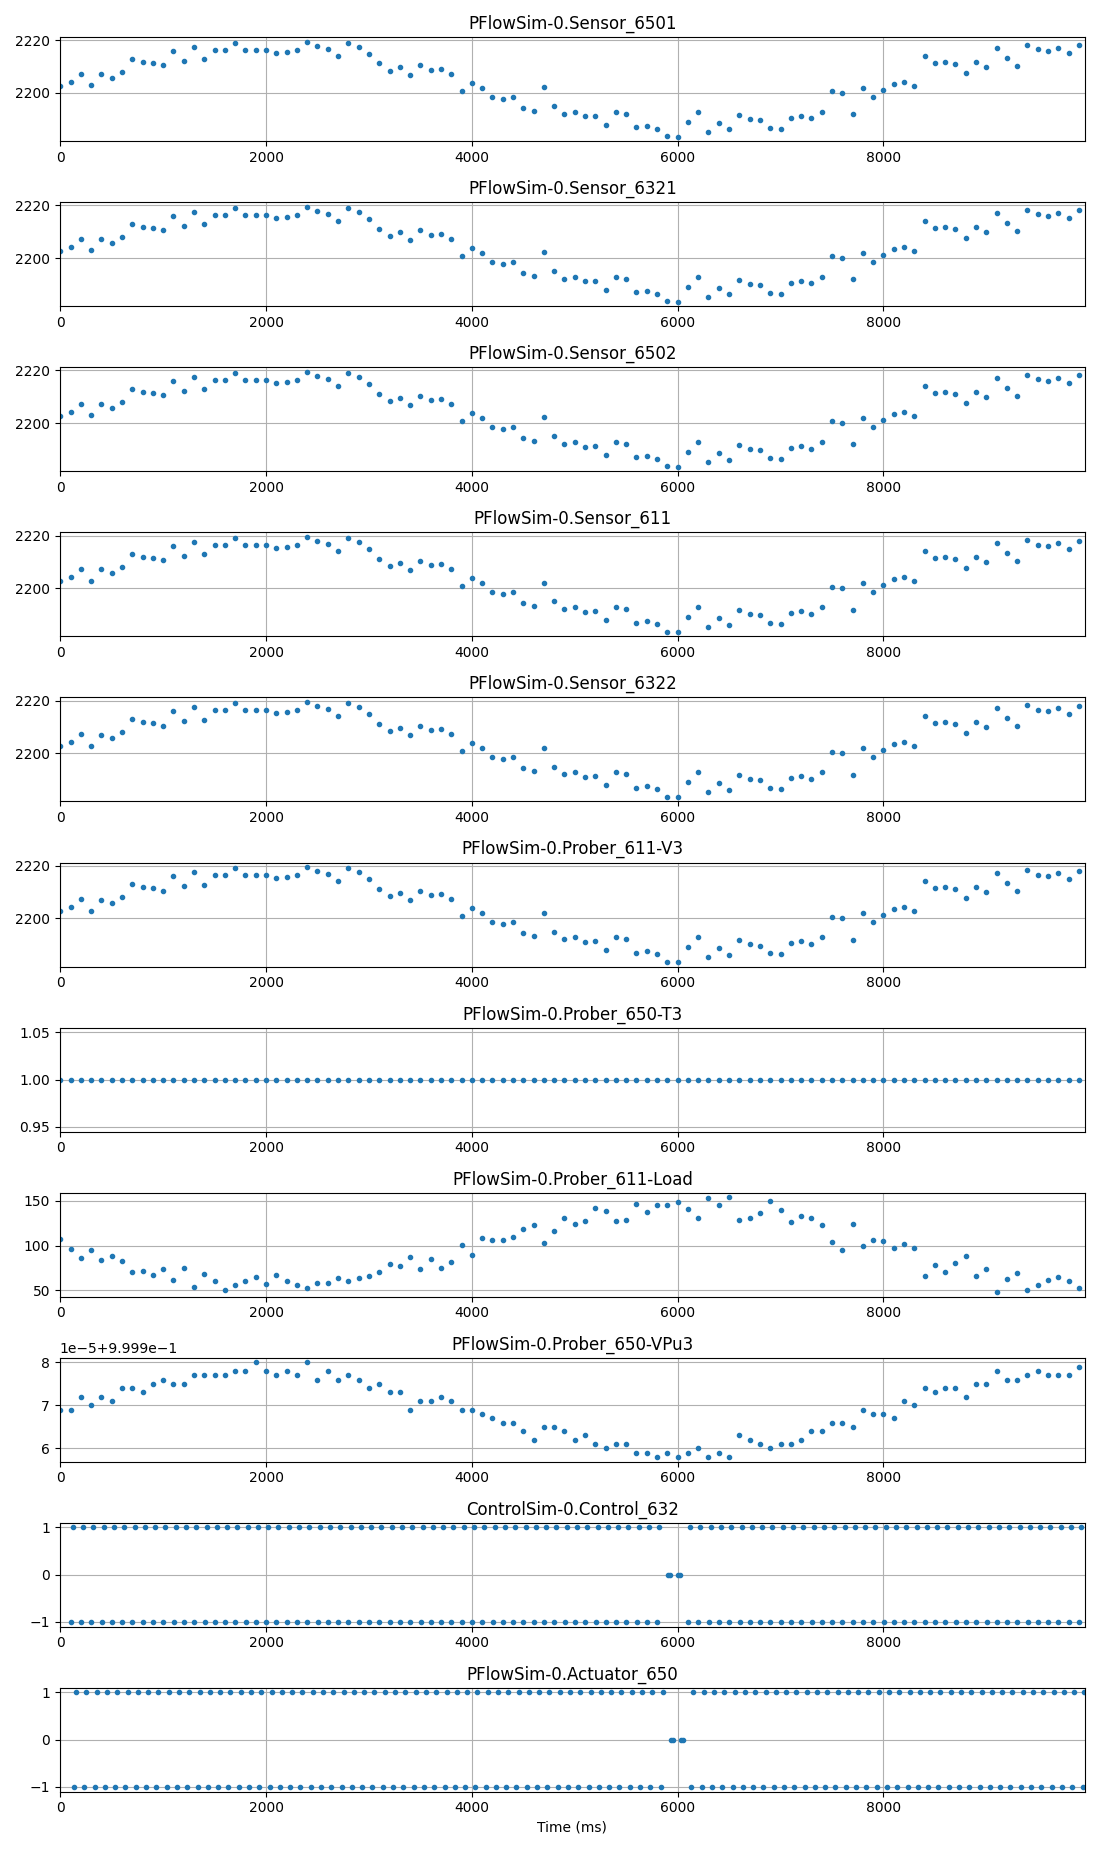 PFlowSim-0.Sensor_6501
2220
2200
0 2000 4000 6000 8000
PFlowSim-0.Sensor_6321
2220
2200
0 2000 4000 6000 8000
PFlowSim-0.Sensor_6502
2220
2200
0 2000 4000 6000 8000
PFlowSim-0.Sensor_611
2220
2200
0 2000 4000 6000 8000
PFlowSim-0.Sensor_6322
2220
2200
0 2000 4000 6000 8000
PFlowSim-0.Prober_611-V3
2220
2200
0 2000 4000 6000 8000
PFlowSim-0.Prober_650-T3
1.05
1.00
0.95
0 2000 4000 6000 8000
PFlowSim-0.Prober_611-Load
150
100
50
0 2000 4000 6000 8000
PFlowSim-0.Prober_650-VPu3
1e−5+9.999e−1
8
7
6
0 2000 4000 6000 8000
ControlSim-0.Control_632
1
0
−1
0 2000 4000 6000 8000
PFlowSim-0.Actuator_650
1
0
−1
0 2000 4000 6000 8000
Time (ms)